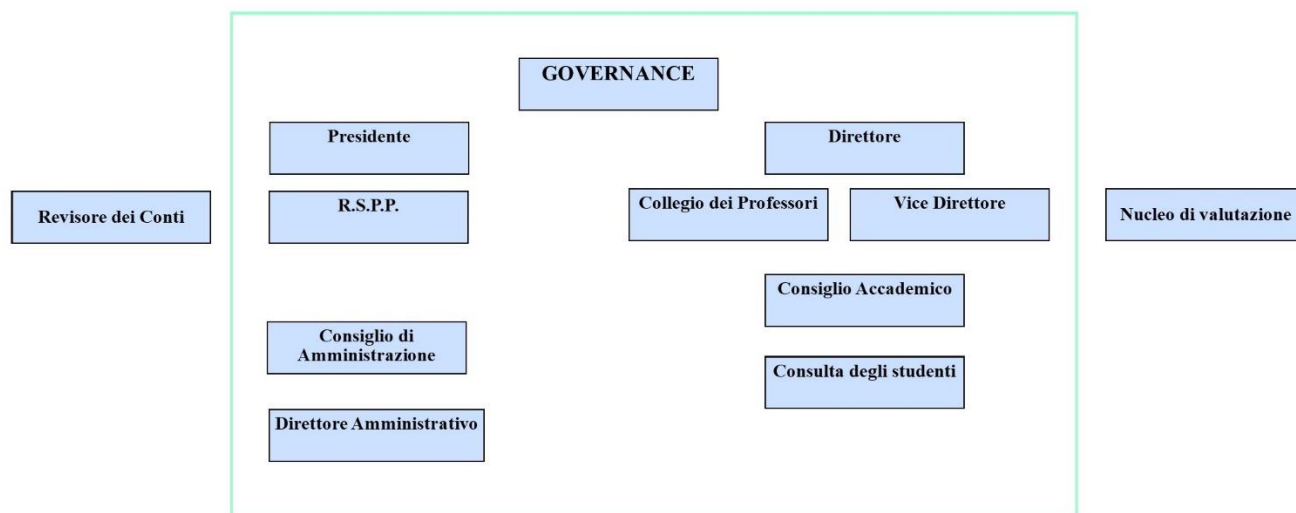 GOVERNANCE
Presidente
Direttore
Revisore dei Conti
R.S.P.P.
Collegio dei Professori
Vice Direttore
Nucleo di valutazione
Consiglio Accademico
Consiglio di
Amministrazione
Consulta degli studenti
Direttore Amministrativo